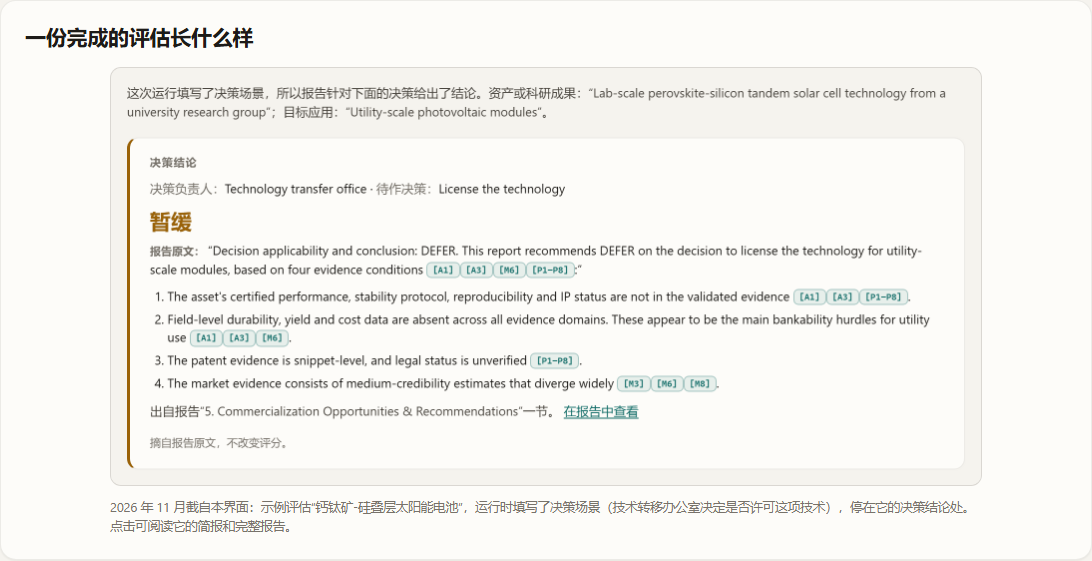 一份完成的评估长什么样
这次运行填写了决策场景，所以报告针对下面的决策给出了结论。资产或科研成果：“Lab-scale perovskite-silicon tandem solar cell technology from a
university research group”；目标应用：“Utility-scale photovoltaic modules”。
决策结论
决策负责人：Technology transfer office · 待作决策：License the technology
暂缓
报告原文：“Decision applicability and conclusion: DEFER. This report recommends DEFER on the decision to license the technology for utility-
scale modules, based on four evidence conditions [A1] [A3] [M6] [P1–P8]:”
1. The asset's certified performance, stability protocol, reproducibility and IP status are not in the validated evidence [A1] [A3] [P1–P8].
2. Field-level durability, yield and cost data are absent across all evidence domains. These appear to be the main bankability hurdles for utility
use [A1] [A3] [M6].
3. The patent evidence is snippet-level, and legal status is unverified [P1–P8].
4. The market evidence consists of medium-credibility estimates that diverge widely [M3] [M6] [M8].
出自报告“5. Commercialization Opportunities & Recommendations”一节。 在报告中查看
摘自报告原文，不改变评分。
2026 年 11 月截自本界面：示例评估“钙钛矿-硅叠层太阳能电池”，运行时填写了决策场景（技术转移办公室决定是否许可这项技术），停在它的决策结论处。
点击可阅读它的简报和完整报告。